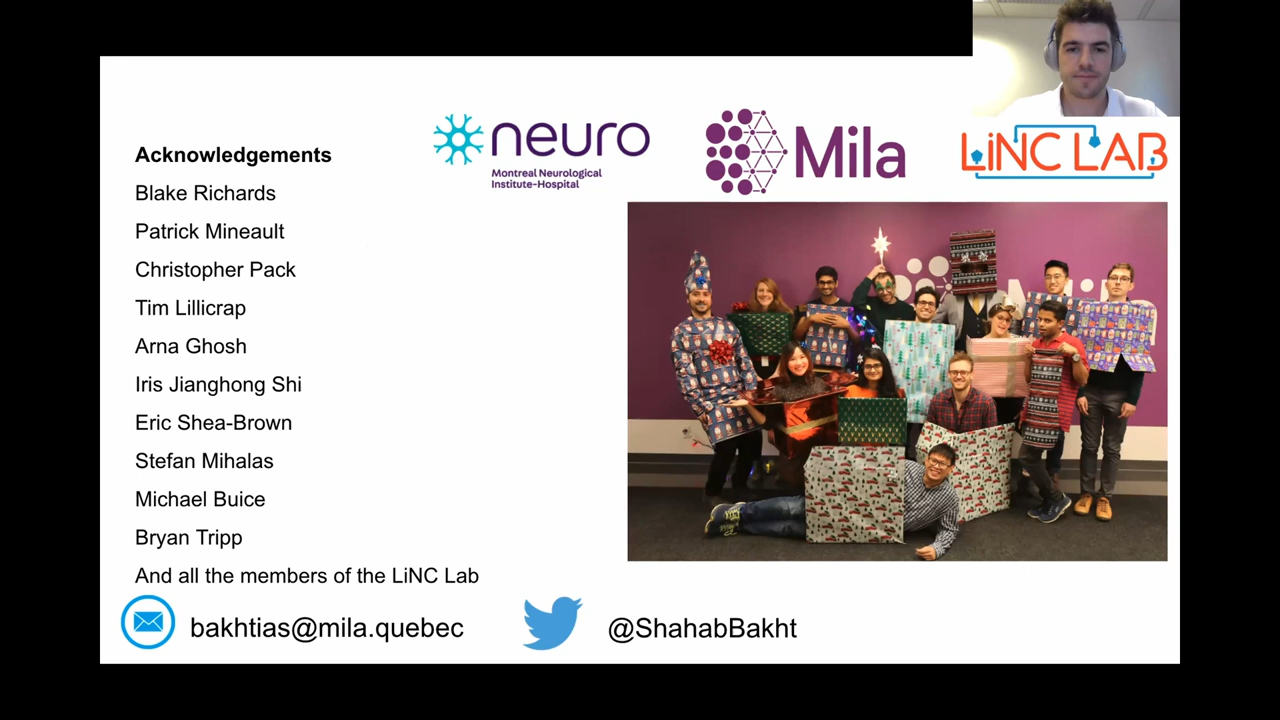 neuro
Montreal Neurological
Institute-Hospital
Mila
LiNC LAB
Acknowledgements
Blake Richards
Patrick Mineault
Christopher Pack
Tim Lillicrap
Arna Ghosh
Iris Jianghong Shi
Eric Shea-Brown
Stefan Mihalas
Michael Buice
Bryan Tripp
And all the members of the LiNC Lab
bakhtias@mila.quebec
@ShahabBakht